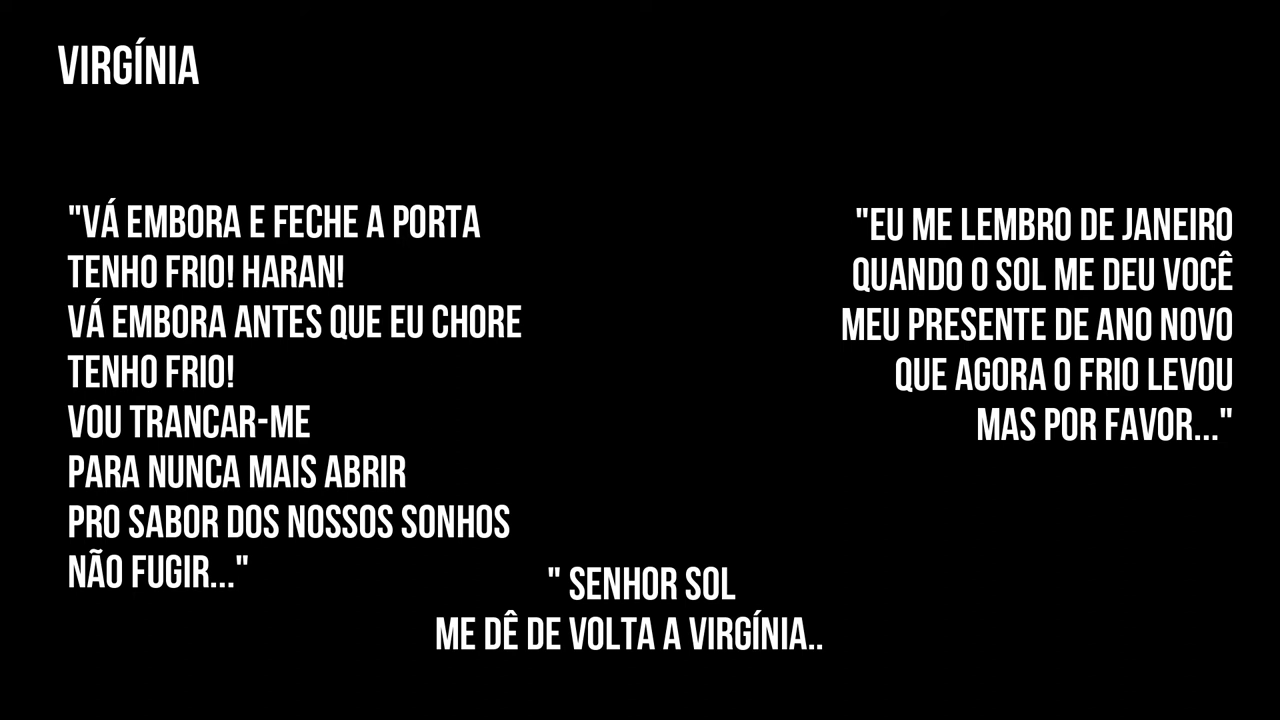 VIRGÍNIA
"VÁ EMBORA E FECHE A PORTA
TENHO FRIO! HARAN!
VÁ EMBORA ANTES QUE EU CHORE
TENHO FRIO!
VOU TRANCAR-ME
PARA NUNCA MAIS ABRIR
PRO SABOR DOS NOSSOS SONHOS
NÃO FUGIR..."
"EU ME LEMBRO DE JANEIRO
QUANDO O SOL ME DEU VOCÊ
MEU PRESENTE DE ANO NOVO
QUE AGORA O FRIO LEVOU
MAS POR FAVOR..."
" SENHOR SOL
ME DÊ DE VOLTA A VIRGÍNIA..